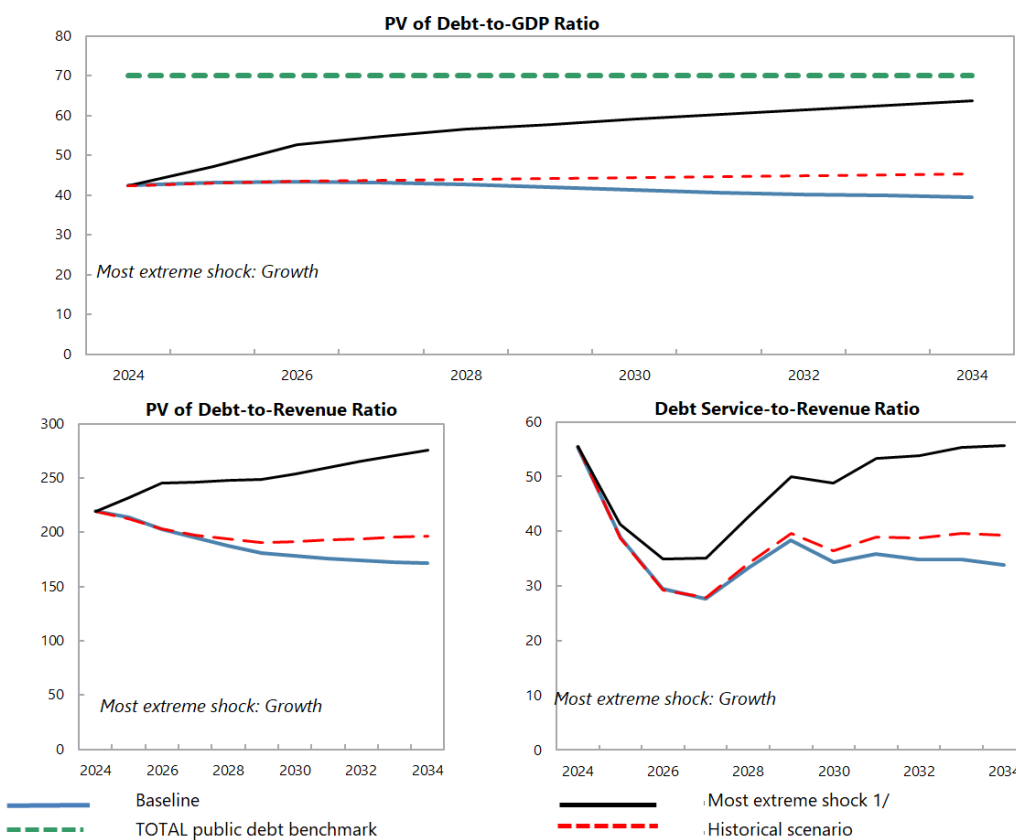 PV of Debt-to-GDP Ratio
80
70
60
50
40
30
20
10
0
Most extreme shock: Growth
2024 2026 2028 2030 2032 2034
PV of Debt-to-Revenue Ratio
300
250
200
150
100
50
0
Most extreme shock: Growth
2024 2026 2028 2030 2032 2034
Debt Service-to-Revenue Ratio
60
50
40
30
20
10
0
Most extreme shock: Growth
2024 2026 2028 2030 2032 2034
Baseline
TOTAL public debt benchmark
Most extreme shock 1/
Historical scenario